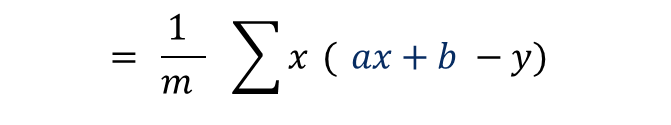 = 1/m ∑ x ( ax + b − y)